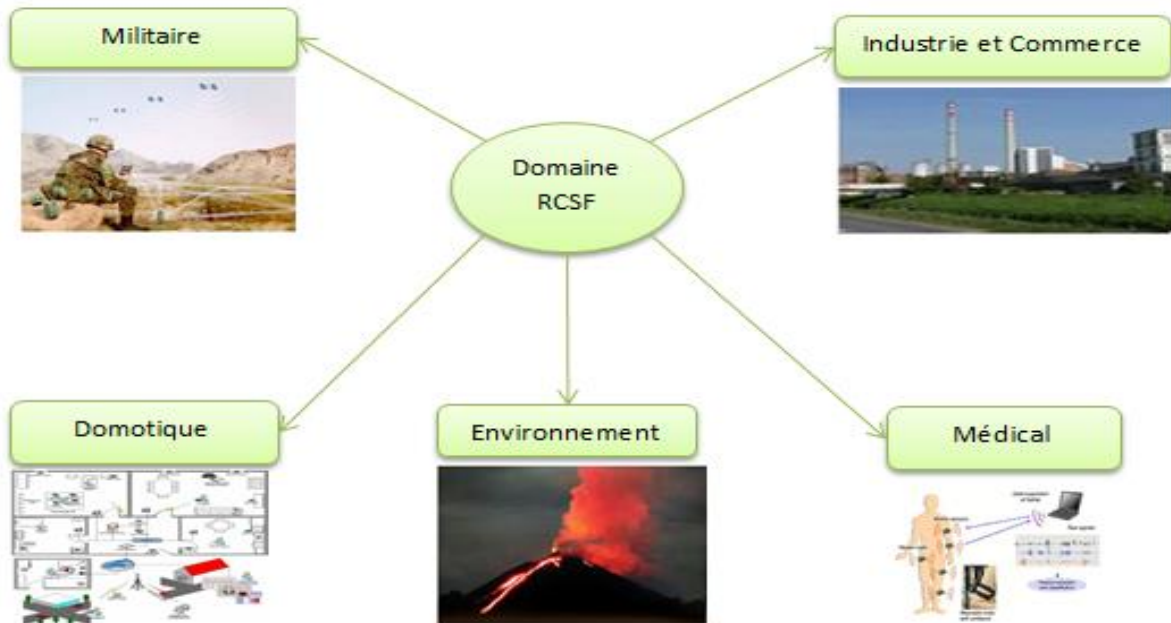 Militaire
Industrie et Commerce
Domaine
RCSF
Domotique
Environnement
Médical